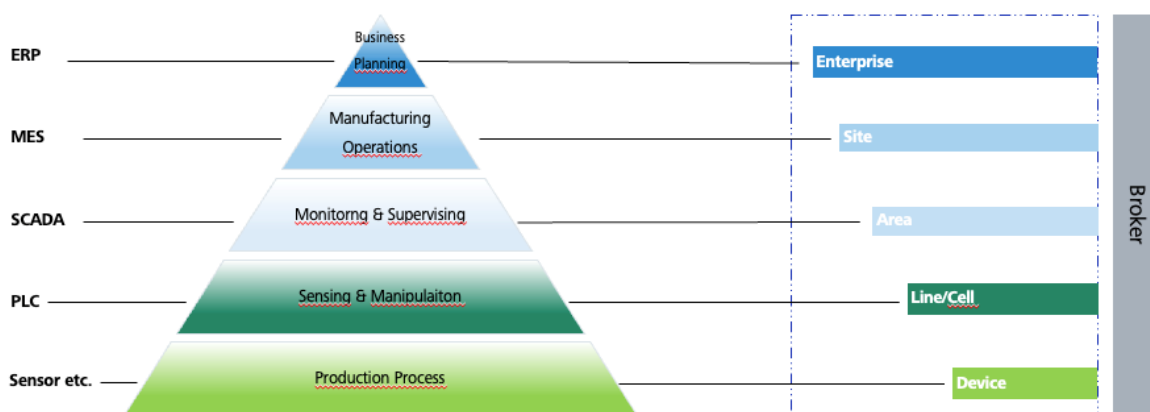 Business
Planning
ERP
Enterprise
Manufacturing
Operations
MES
Site
Monitorng & Supervising
SCADA
Area
Sensing & Manipulaiton
PLC
Line/Cell
Production Process
Sensor etc.
Device
Broker